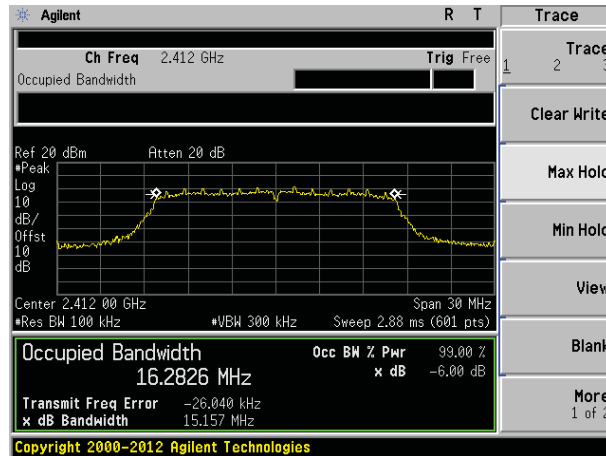 Agilent R T Trace
Ch Freq 2.412 GHz Trig Free
Occupied Bandwidth
Trace
1 2 3
Clear Write
Max Hold
Min Hold
View
Blank
More
1 of 2
Ref 20 dBm Atten 20 dB
#Peak
Log
10
dB/
Offst
10
dB
Center 2.412 00 GHz Span 30 MHz
#Res BW 100 kHz #VBW 300 kHz Sweep 2.88 ms (601 pts)
Occupied Bandwidth Occ BW % Pwr 99.00 %
16.2826 MHz x dB -6.00 dB
Transmit Freq Error -26.040 kHz
x dB Bandwidth 15.157 MHz
Copyright 2000-2012 Agilent Technologies